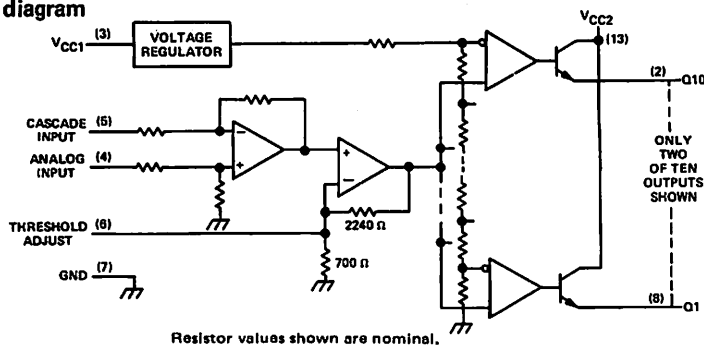 diagram
VCC1 (3)
VOLTAGE
REGULATOR
VCC2
(13)
(2) Q10
CASCADE
INPUT (5)
ANALOG
INPUT (4)
− +
+ −
2240 Ω
THRESHOLD
ADJUST (6)
700 Ω
GND (7)
ONLY
TWO
OF TEN
OUTPUTS
SHOWN
(8) Q1
Resistor values shown are nominal.